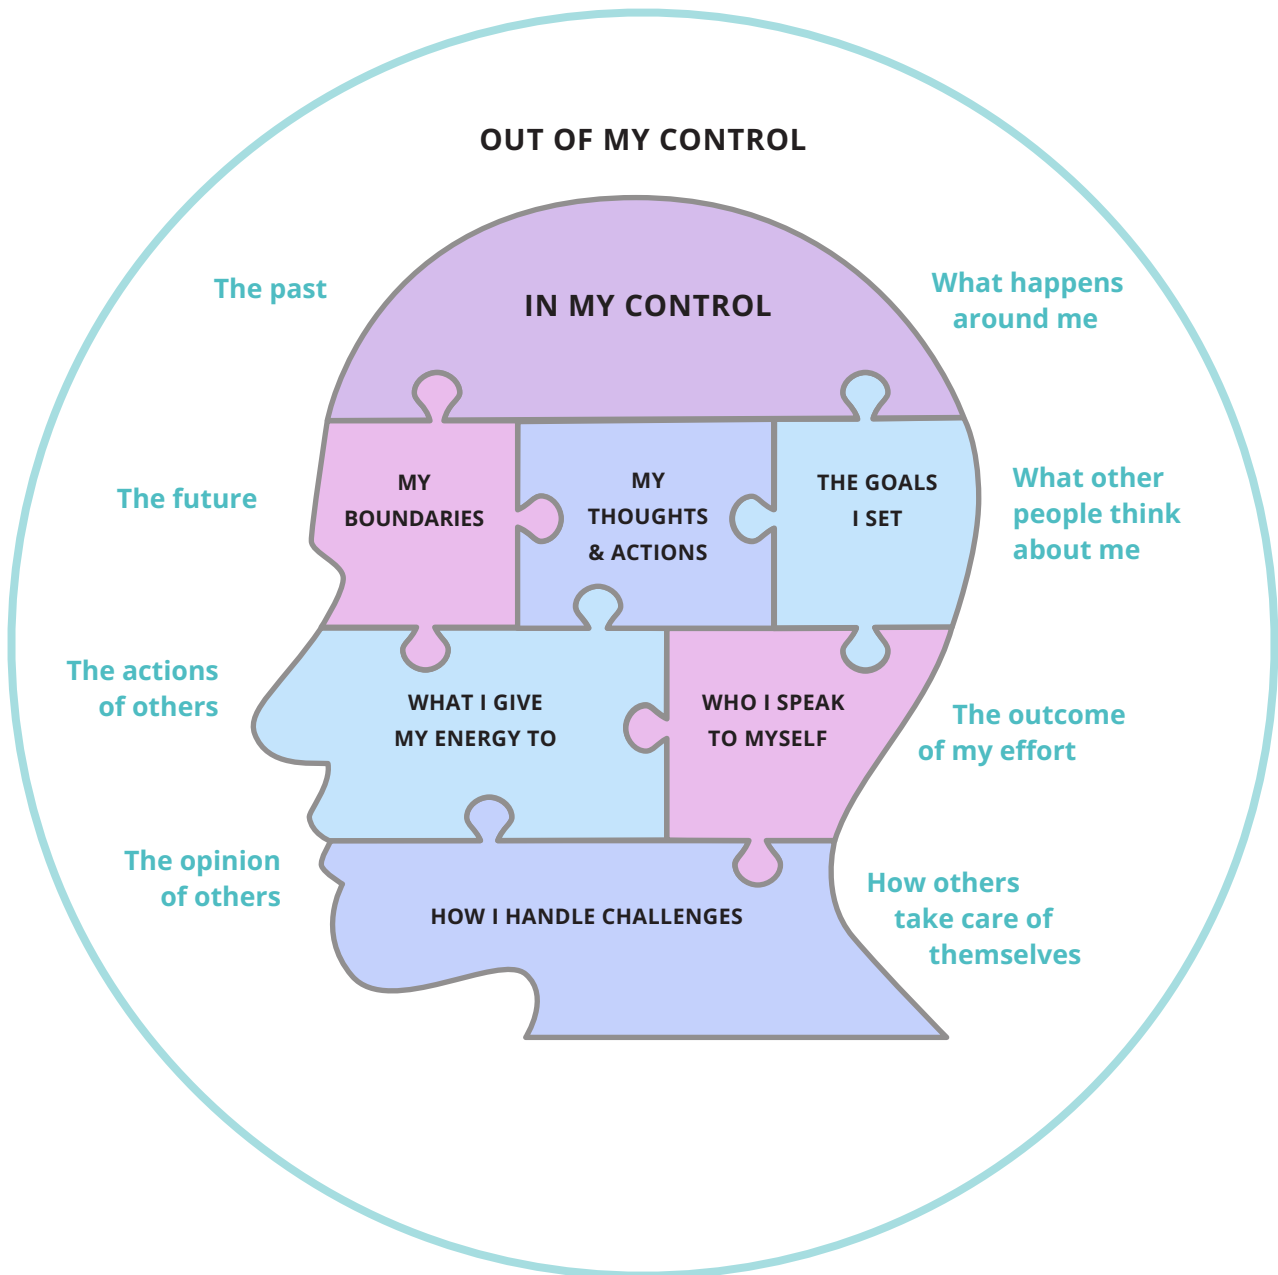 OUT OF MY CONTROL
IN MY CONTROL
The past
What happens
around me
The future
MY
BOUNDARIES
MY
THOUGHTS
& ACTIONS
THE GOALS
I SET
What other
people think
about me
The actions
of others
WHAT I GIVE
MY ENERGY TO
WHO I SPEAK
TO MYSELF
The outcome
of my effort
The opinion
of others
HOW I HANDLE CHALLENGES
How others
take care of
themselves